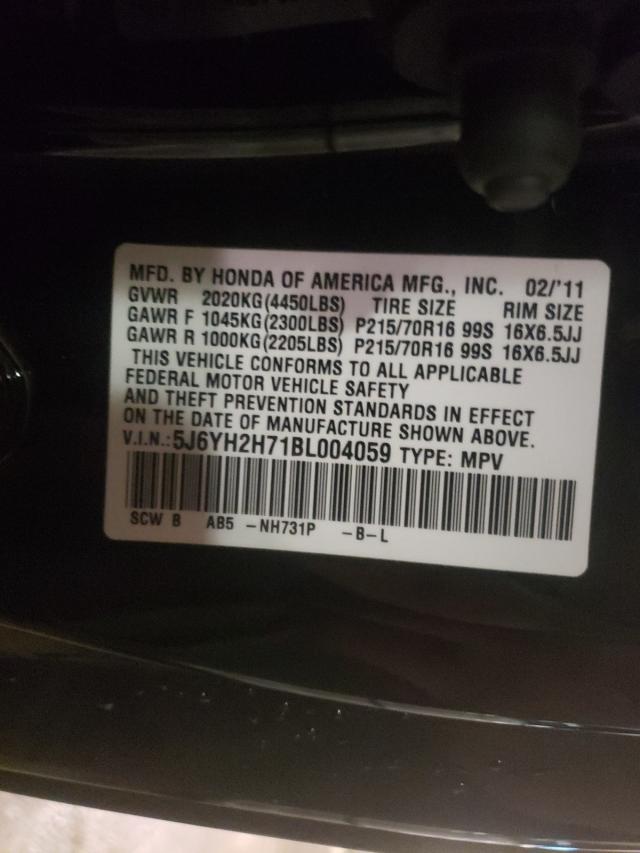 MFD. BY HONDA OF AMERICA MFG., INC. 02/'11
GVWR 2020KG(4450LBS) TIRE SIZE RIM SIZE
GAWR F 1045KG(2300LBS) P215/70R16 99S 16X6.5JJ
GAWR R 1000KG(2205LBS) P215/70R16 99S 16X6.5JJ
THIS VEHICLE CONFORMS TO ALL APPLICABLE
FEDERAL MOTOR VEHICLE SAFETY
AND THEFT PREVENTION STANDARDS IN EFFECT
ON THE DATE OF MANUFACTURE SHOWN ABOVE.
V.I.N.:5J6YH2H71BL004059 TYPE: MPV
SCW B AB5 -NH731P -B-L